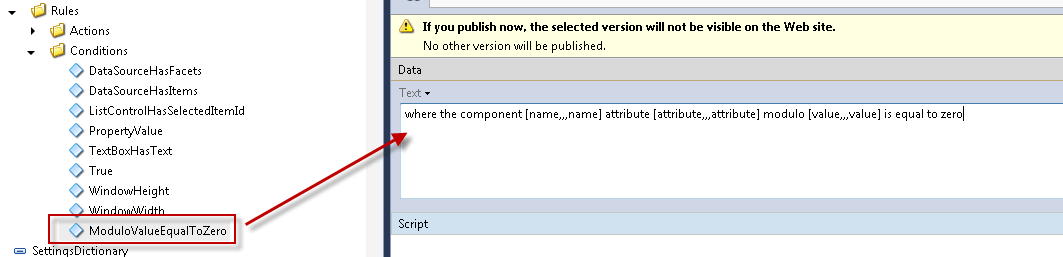 Rules
Actions
Conditions
DataSourceHasFacets
DataSourceHasItems
ListControlHasSelectedItemId
PropertyValue
TextBoxHasText
True
WindowHeight
WindowWidth
ModuloValueEqualToZero
SettingsDictionary
If you publish now, the selected version will not be visible on the Web site.
No other version will be published.
Data
Text
where the component [name,,,name] attribute [attribute,,,attribute] modulo [value,,,value] is equal to zero
Script